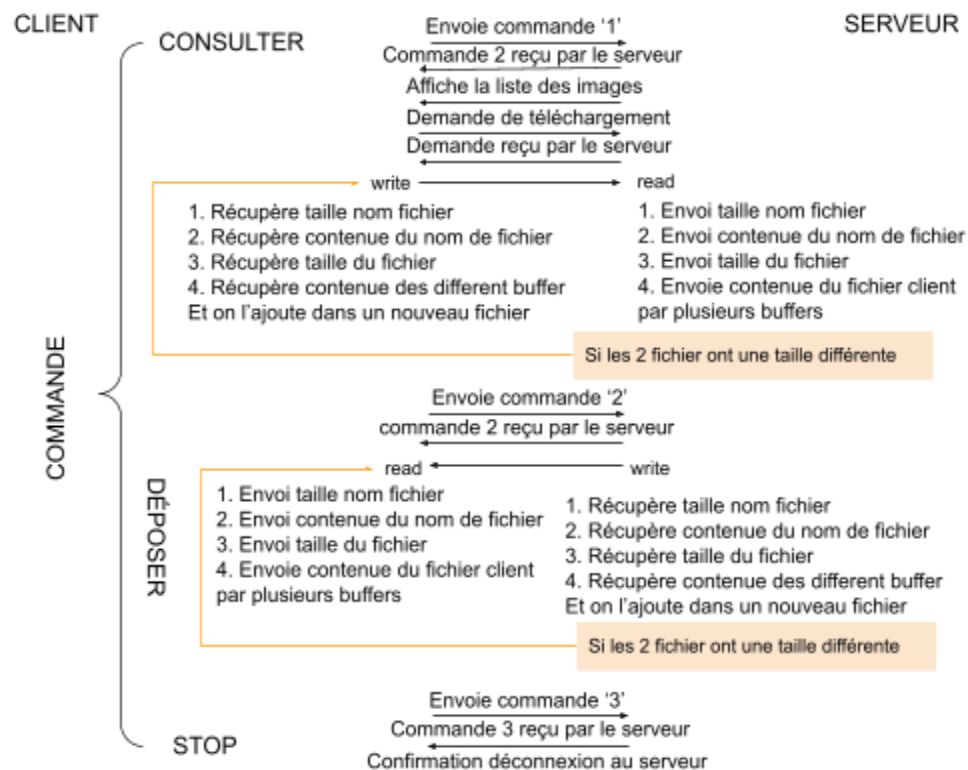 CLIENT
SERVEUR
CONSULTER
Envoie commande ‘1’
Commande 2 reçu par le serveur
Affiche la liste des images
Demande de téléchargement
Demande reçu par le serveur
write
read
1. Récupère taille nom fichier
2. Récupère contenue du nom de fichier
3. Récupère taille du fichier
4. Récupère contenue des different buffer
Et on l’ajoute dans un nouveau fichier
1. Envoi taille nom fichier
2. Envoi contenue du nom de fichier
3. Envoi taille du fichier
4. Envoie contenue du fichier client
par plusieurs buffers
Si les 2 fichier ont une taille différente
COMMANDE
Envoie commande ‘2’
commande 2 reçu par le serveur
DÉPOSER
read
write
1. Envoi taille nom fichier
2. Envoi contenue du nom de fichier
3. Envoi taille du fichier
4. Envoie contenue du fichier client
par plusieurs buffers
1. Récupère taille nom fichier
2. Récupère contenue du nom de fichier
3. Récupère taille du fichier
4. Récupère contenue des different buffer
Et on l’ajoute dans un nouveau fichier
Si les 2 fichier ont une taille différente
STOP
Envoie commande ‘3’
Commande 3 reçu par le serveur
Confirmation déconnexion au serveur